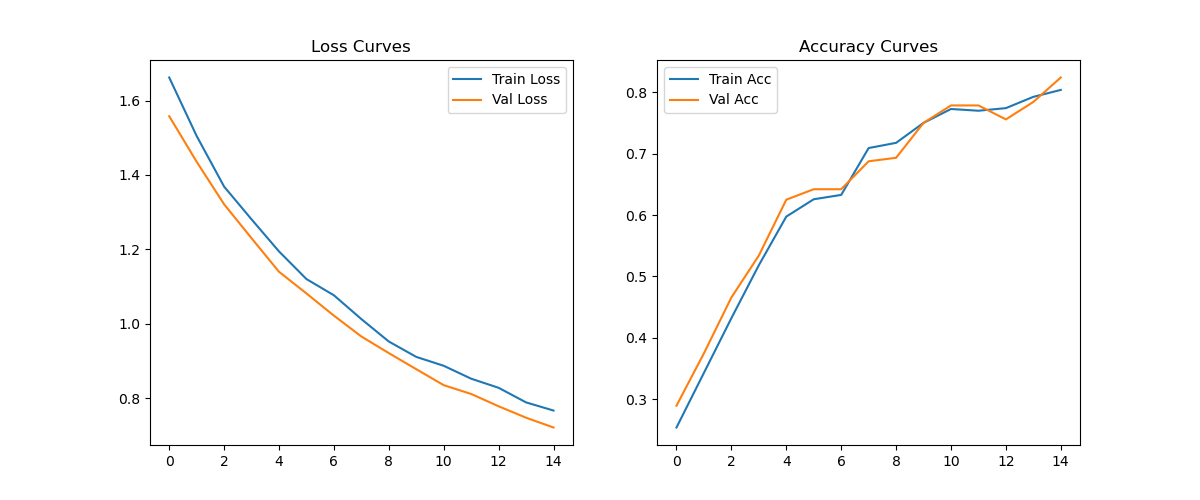 Loss Curves
Train Loss
Val Loss
1.6
1.4
1.2
1.0
0.8
0 2 4 6 8 10 12 14
Accuracy Curves
Train Acc
Val Acc
0.8
0.7
0.6
0.5
0.4
0.3
0 2 4 6 8 10 12 14